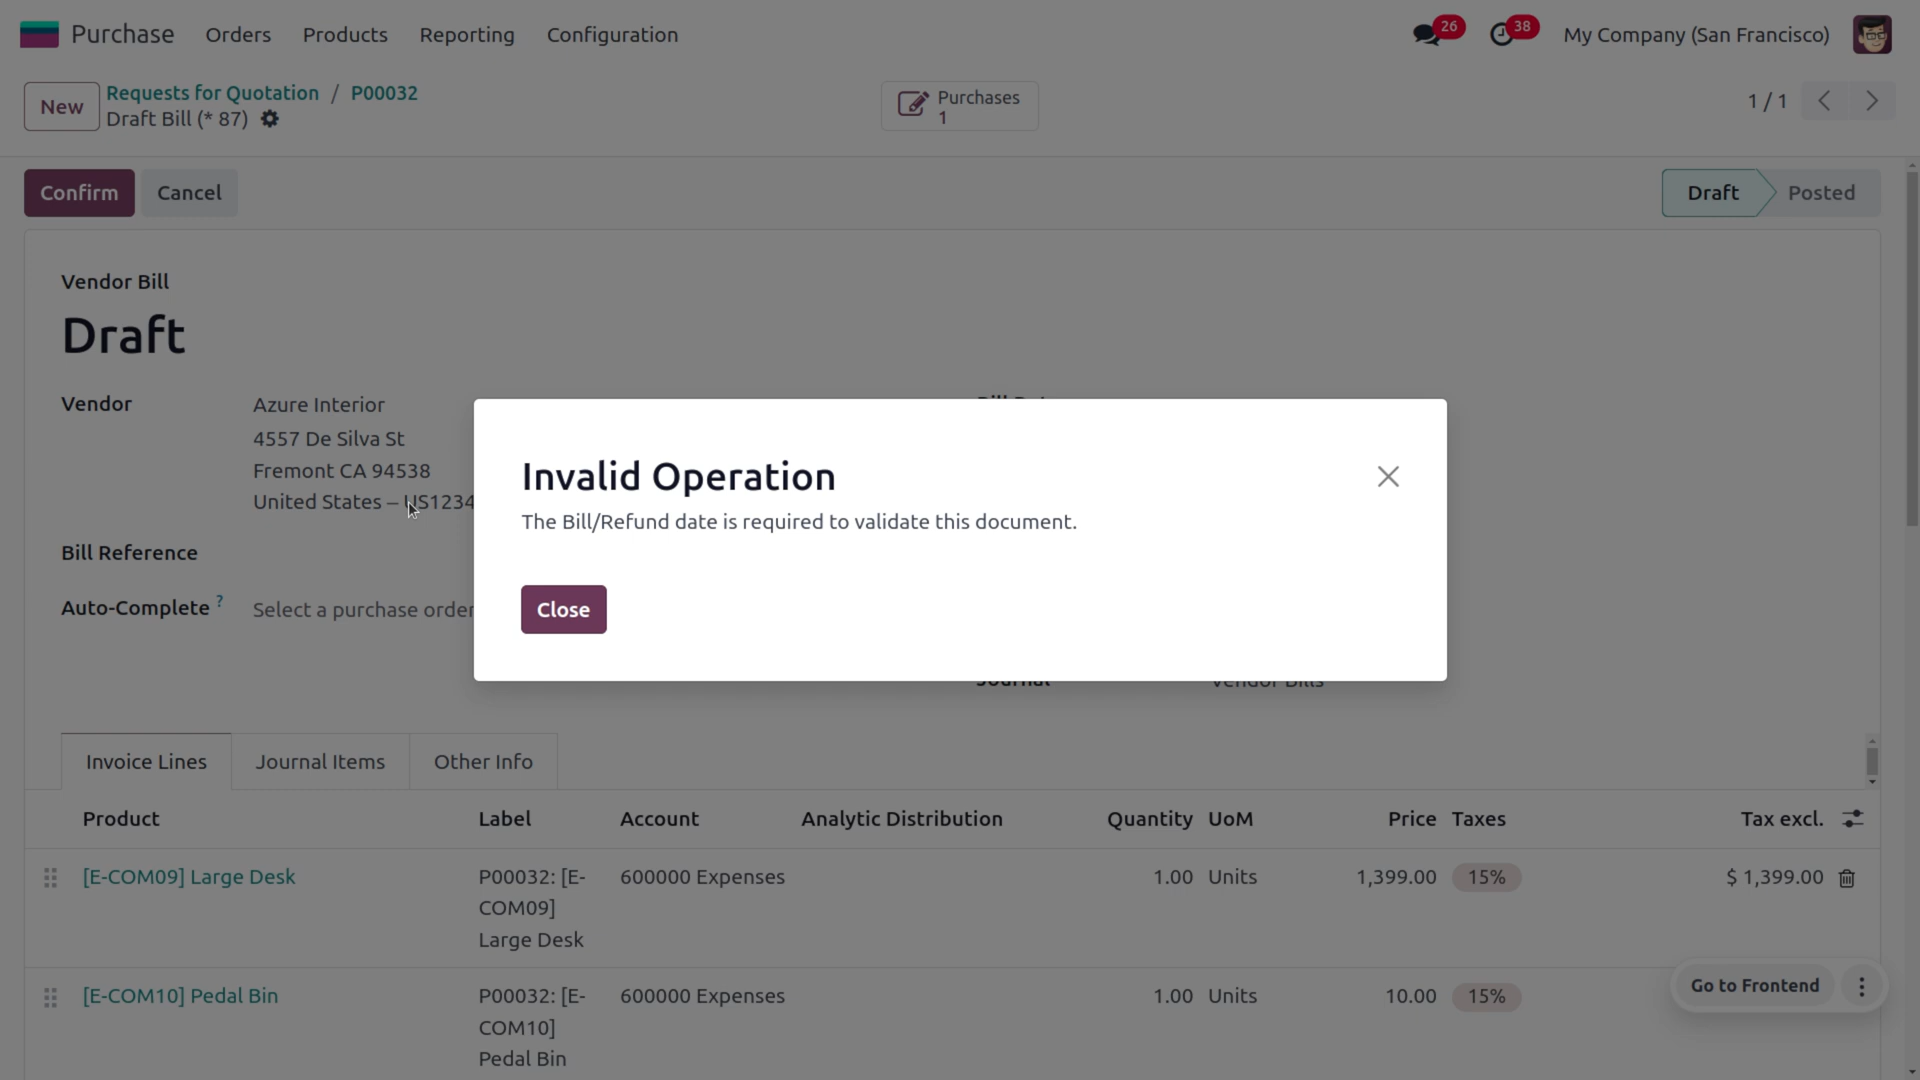 Purchase Orders Products Reporting Configuration 26 38 My Company (San Francisco)
New Requests for Quotation / P00032
Draft Bill (* 87)
Purchases
1
1 / 1
Confirm Cancel Draft Posted
Vendor Bill
Draft
Vendor Azure Interior
4557 De Silva St
Fremont CA 94538
United States – US1234
Bill Reference
Auto-Complete ? Select a purchase order
Invalid Operation
The Bill/Refund date is required to validate this document.
Close
Journal Vendor Bills
Invoice Lines Journal Items Other Info
Product Label Account Analytic Distribution Quantity UoM Price Taxes Tax excl.
[E-COM09] Large Desk P00032: [E- 600000 Expenses 1.00 Units 1,399.00 15% $ 1,399.00
COM09]
Large Desk
[E-COM10] Pedal Bin P00032: [E- 600000 Expenses 1.00 Units 10.00 15%
COM10]
Pedal Bin
Go to Frontend